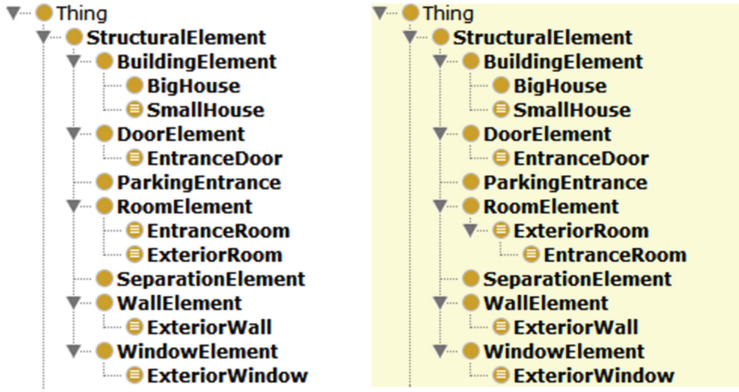 Thing
StructuralElement
BuildingElement
BigHouse
SmallHouse
DoorElement
EntranceDoor
ParkingEntrance
RoomElement
EntranceRoom
ExteriorRoom
SeparationElement
WallElement
ExteriorWall
WindowElement
ExteriorWindow
Thing
StructuralElement
BuildingElement
BigHouse
SmallHouse
DoorElement
EntranceDoor
ParkingEntrance
RoomElement
ExteriorRoom
EntranceRoom
SeparationElement
WallElement
ExteriorWall
WindowElement
ExteriorWindow